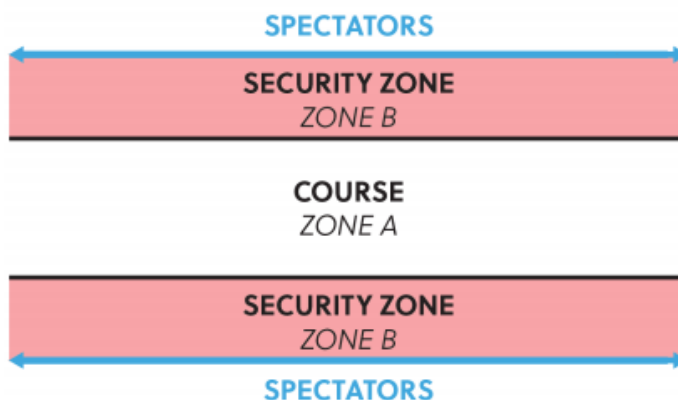 SPECTATORS
SECURITY ZONE
ZONE B
COURSE
ZONE A
SECURITY ZONE
ZONE B
SPECTATORS